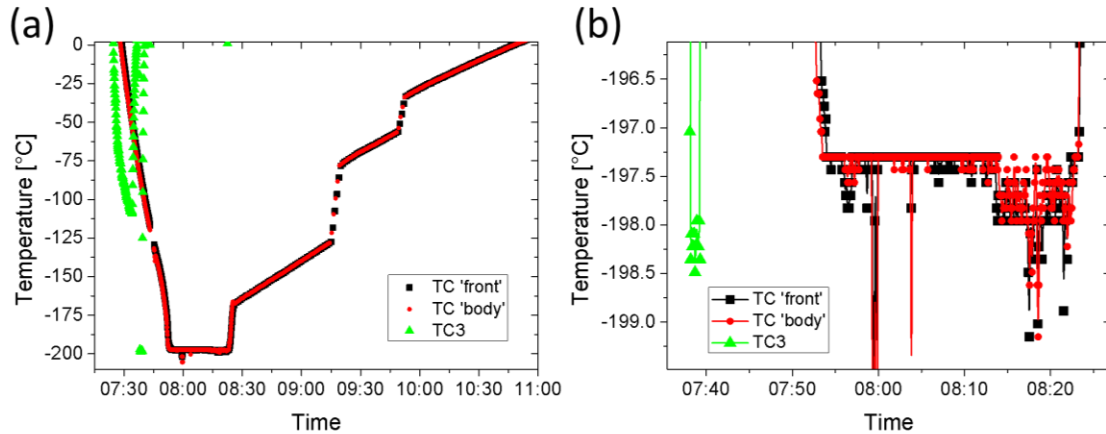 (a)
0
-25
-50
-75
-100
-125
-150
-175
-200
Temperature [°C]
TC 'front'
TC 'body'
TC3
07:30 08:00 08:30 09:00 09:30 10:00 10:30 11:00
Time
(b)
-196.5
-197.0
-197.5
-198.0
-198.5
-199.0
Temperature [°C]
TC 'front'
TC 'body'
TC3
07:40 07:50 08:00 08:10 08:20
Time